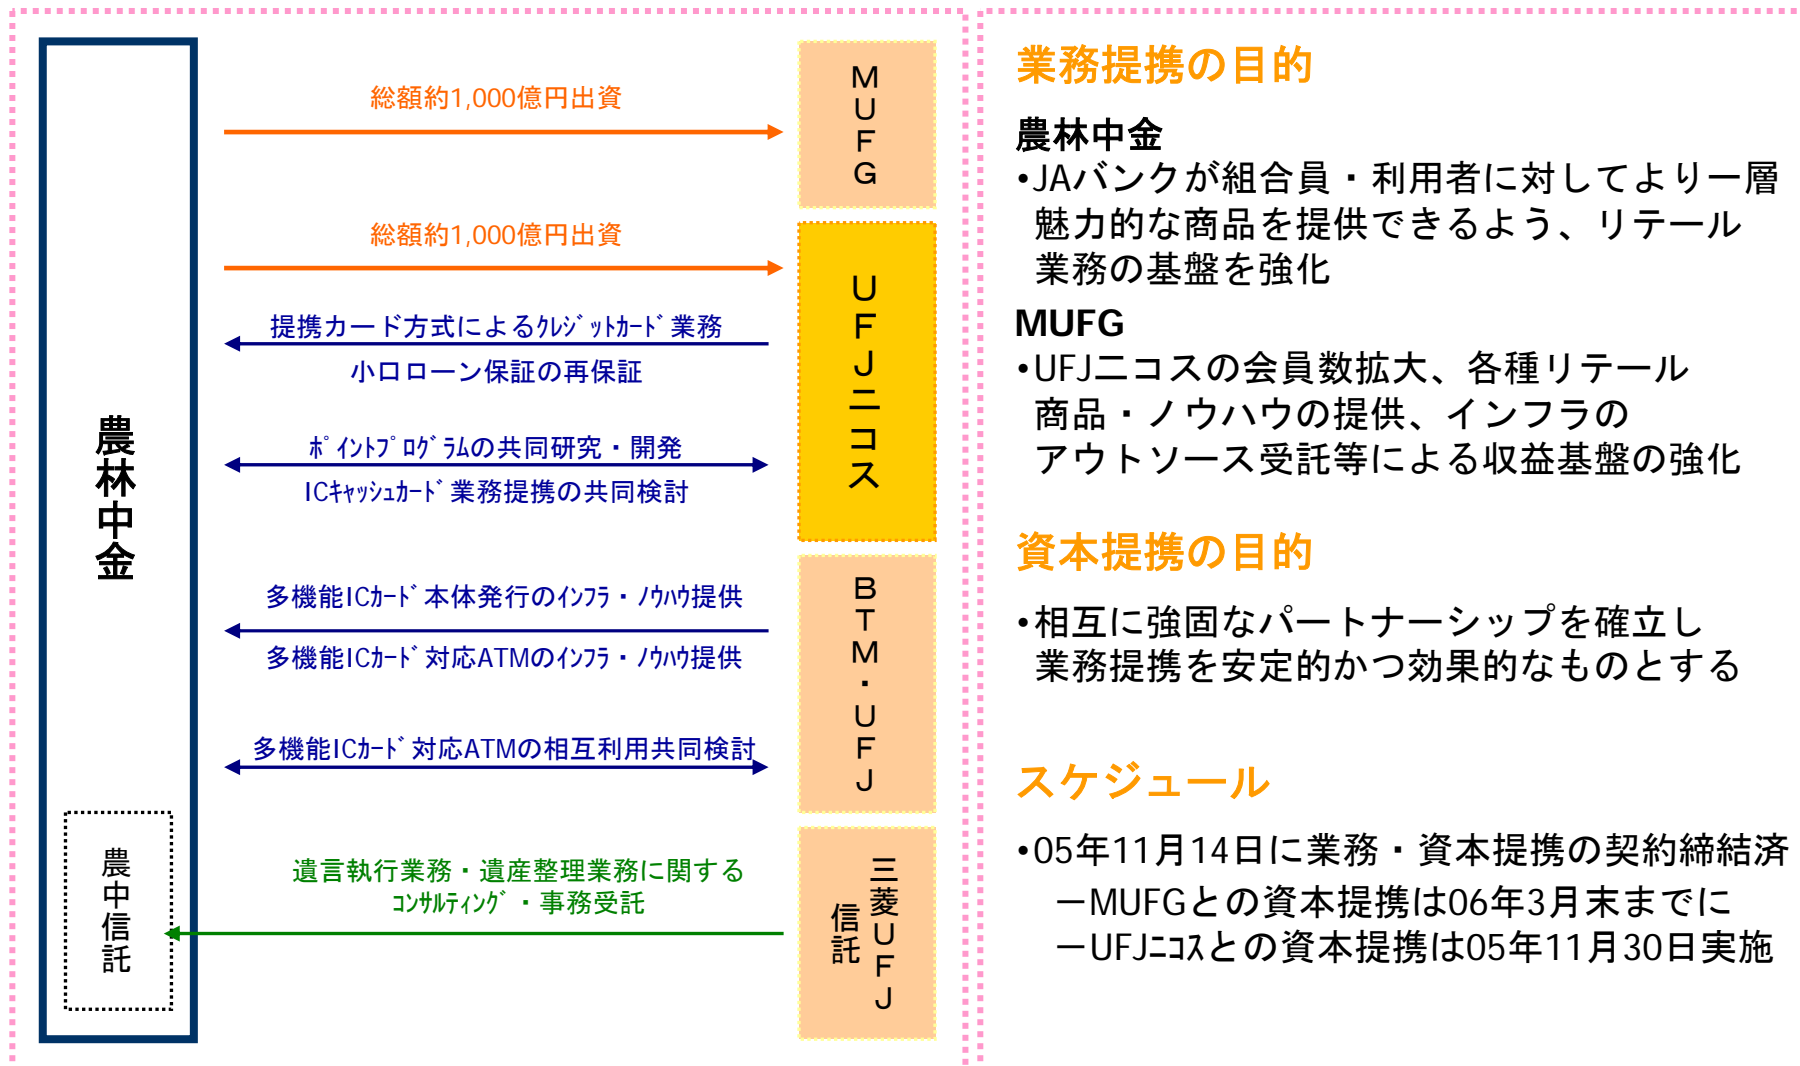 農林中金
農中信託
総額約1,000億円出資
MUFG
総額約1,000億円出資
提携カード方式によるｸﾚｼﾞｯﾄｶｰﾄﾞ業務
小口ローン保証の再保証
ﾎﾟｲﾝﾄﾌﾟﾛｸﾞﾗﾑの共同研究・開発
ICｷｬｯｼｭｶｰﾄﾞ業務提携の共同検討
UFJニコス
多機能ICｶｰﾄﾞ本体発行のｲﾝﾌﾗ・ﾉｳﾊｳ提供
多機能ICｶｰﾄﾞ対応ATMのｲﾝﾌﾗ・ﾉｳﾊｳ提供
多機能ICｶｰﾄﾞ対応ATMの相互利用共同検討
BTM・UFJ
遺言執行業務・遺産整理業務に関する
ｺﾝｻﾙﾃｨﾝｸﾞ・事務受託
三菱UFJ
信託
業務提携の目的
農林中金
•JAバンクが組合員・利用者に対してより一層
魅力的な商品を提供できるよう、リテール
業務の基盤を強化
MUFG
•UFJニコスの会員数拡大、各種リテール
商品・ノウハウの提供、インフラの
アウトソース受託等による収益基盤の強化
資本提携の目的
•相互に強固なパートナーシップを確立し
業務提携を安定的かつ効果的なものとする
スケジュール
•05年11月14日に業務・資本提携の契約締結済
－MUFGとの資本提携は06年3月末までに
－UFJﾆｺｽとの資本提携は05年11月30日実施